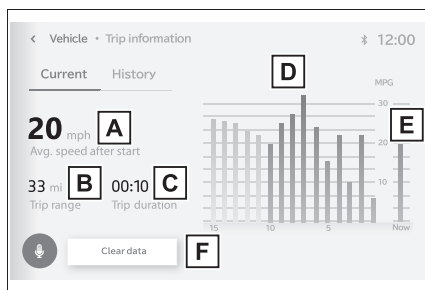 Vehicle • Trip information
12:00
Current History
D
MPG
20 mph A
Avg. speed after start
30
E
20
33 mi B 00:10 C
Trip range Trip duration
10
15 10 5 Now
Clear data F